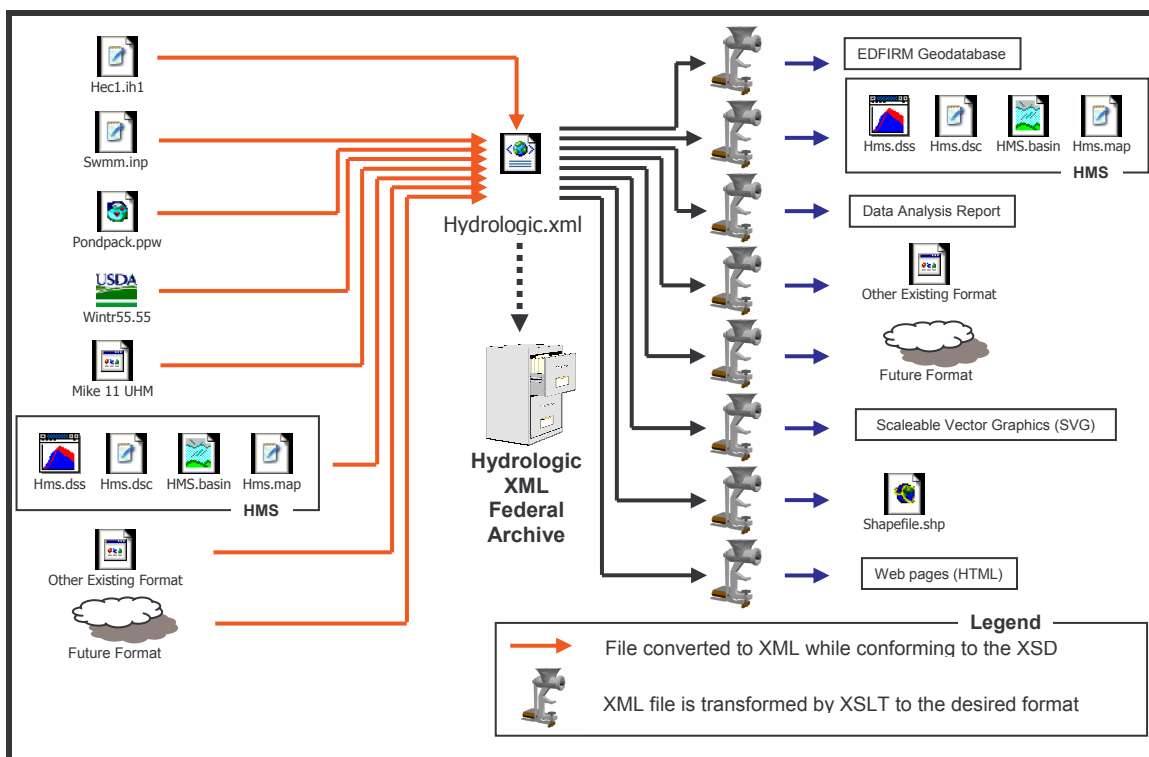 Hec1.ih1
Swmm.inp
Pondpack.ppw
USDA
Wintr55.55
Mike 11 UHM
Hms.dss
Hms.dsc
HMS.basin
Hms.map
HMS
Other Existing Format
Future Format
Hydrologic.xml
Hydrologic
XML
Federal
Archive
EDFIRM Geodatabase
Hms.dss
Hms.dsc
HMS.basin
Hms.map
HMS
Data Analysis Report
Other Existing Format
Future Format
Scaleable Vector Graphics (SVG)
Shapefile.shp
Web pages (HTML)
Legend
File converted to XML while conforming to the XSD
XML file is transformed by XSLT to the desired format